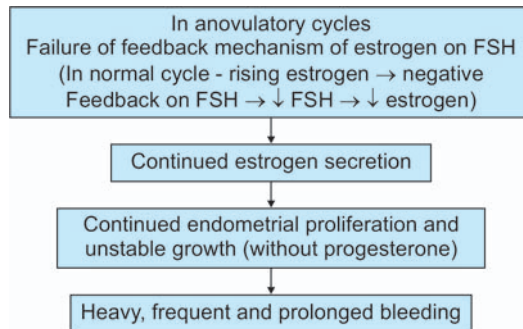 In anovulatory cycles
Failure of feedback mechanism of estrogen on FSH
(In normal cycle - rising estrogen → negative
Feedback on FSH → ↓ FSH → ↓ estrogen)
Continued estrogen secretion
Continued endometrial proliferation and
unstable growth (without progesterone)
Heavy, frequent and prolonged bleeding